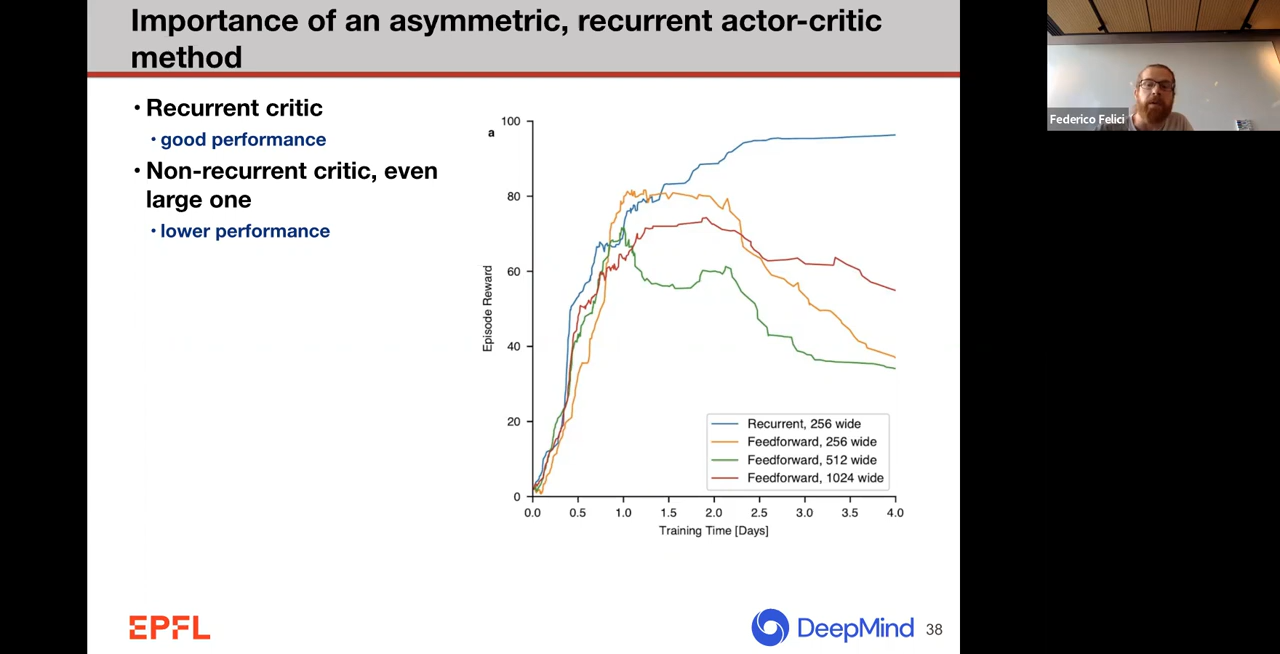 Importance of an asymmetric, recurrent actor-critic
method
• Recurrent critic
• good performance
• Non-recurrent critic, even
large one
• lower performance
a
100
80
60
40
20
0
Episode Reward
0.0 0.5 1.0 1.5 2.0 2.5 3.0 3.5 4.0
Training Time [Days]
Recurrent, 256 wide
Feedforward, 256 wide
Feedforward, 512 wide
Feedforward, 1024 wide
EPFL
DeepMind
38
Federico Felici